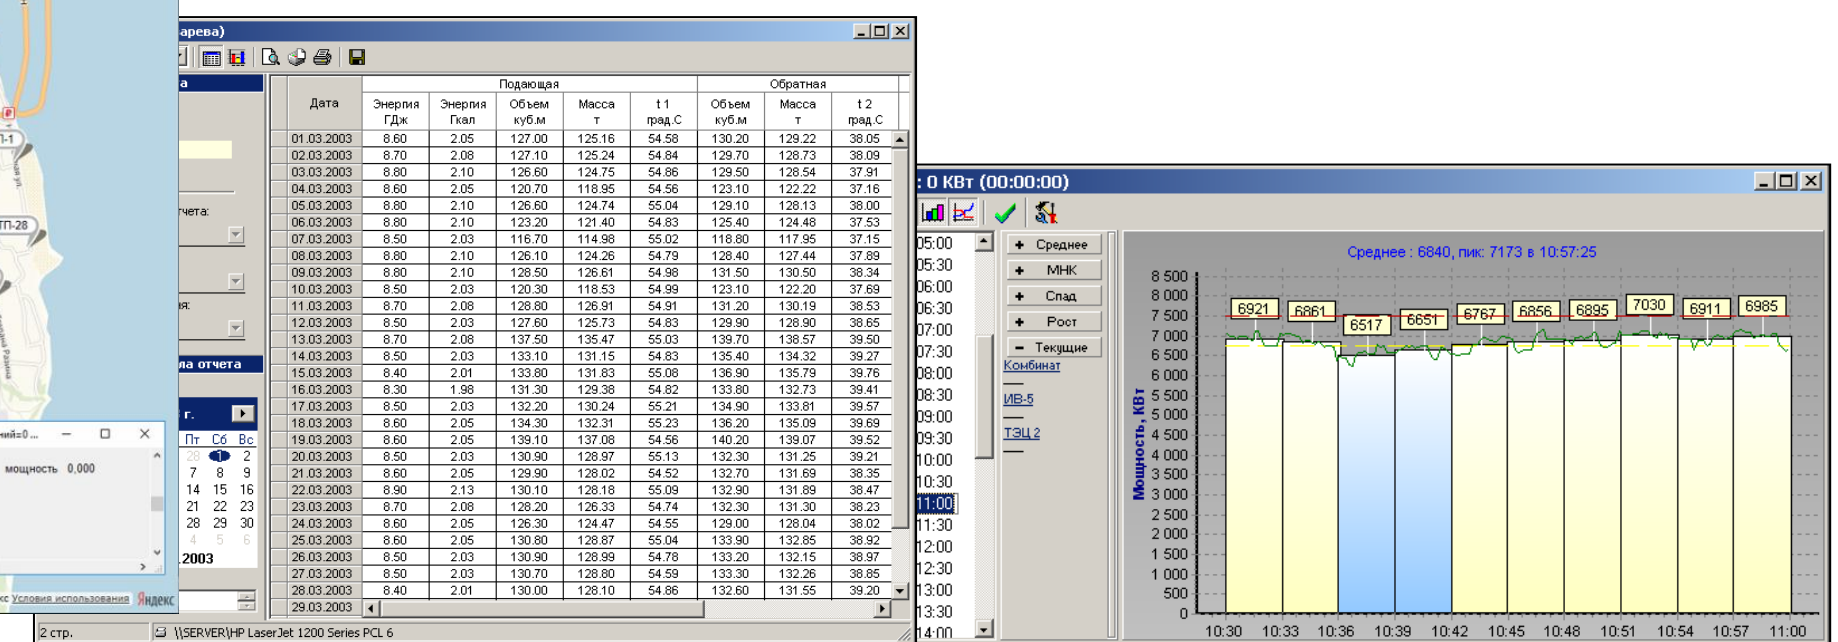 арева)
а
чета:
ая:
ла отчета
г.
Пт Сб Вс
28 1 2
7 8 9
14 15 16
21 22 23
28 29 30
4 5 6
.2003
П-1
ТП-28
ний=0...
мощность 0,000
кс Условия использования Яндекс
Подающая Обратная
Дата Энергия Энергия Объем Масса t 1 Объем Масса t 2
ГДж Гкал куб.м т град.С куб.м т град.С
01.03.2003 8.60 2.05 127.00 125.16 54.58 130.20 129.22 38.05
02.03.2003 8.70 2.08 127.10 125.24 54.84 129.70 128.73 38.09
03.03.2003 8.80 2.10 126.60 124.75 54.86 129.50 128.54 37.91
04.03.2003 8.60 2.05 120.70 118.95 54.56 123.10 122.22 37.16
05.03.2003 8.80 2.10 126.60 124.74 55.04 129.10 128.13 38.00
06.03.2003 8.80 2.10 123.20 121.40 54.83 125.40 124.48 37.53
07.03.2003 8.50 2.03 116.70 114.98 55.02 118.80 117.95 37.15
08.03.2003 8.80 2.10 126.10 124.26 54.79 128.40 127.44 37.89
09.03.2003 8.80 2.10 128.50 126.61 54.98 131.50 130.50 38.34
10.03.2003 8.50 2.03 120.30 118.53 54.99 123.10 122.20 37.69
11.03.2003 8.70 2.08 128.80 126.91 54.91 131.20 130.19 38.53
12.03.2003 8.50 2.03 127.60 125.73 54.83 129.90 128.90 38.65
13.03.2003 8.70 2.08 137.50 135.47 55.03 139.70 138.57 39.50
14.03.2003 8.50 2.03 133.10 131.15 54.83 135.40 134.32 39.27
15.03.2003 8.40 2.01 133.80 131.83 55.08 136.90 135.79 39.76
16.03.2003 8.30 1.98 131.30 129.38 54.82 133.80 132.73 39.41
17.03.2003 8.50 2.03 132.20 130.24 55.21 134.90 133.81 39.57
18.03.2003 8.60 2.05 134.30 132.31 55.23 136.20 135.09 39.69
19.03.2003 8.60 2.05 139.10 137.08 54.56 140.20 139.07 39.52
20.03.2003 8.50 2.03 130.90 128.97 55.13 132.30 131.25 39.21
21.03.2003 8.60 2.05 129.90 128.02 54.52 132.70 131.69 38.35
22.03.2003 8.90 2.13 130.10 128.18 55.09 132.90 131.89 38.47
23.03.2003 8.70 2.08 128.20 126.33 54.74 132.30 131.30 38.23
24.03.2003 8.60 2.05 126.30 124.47 54.55 129.00 128.04 38.02
25.03.2003 8.60 2.05 130.80 128.87 55.04 133.90 132.85 38.92
26.03.2003 8.50 2.03 130.90 128.99 54.78 133.20 132.15 38.97
27.03.2003 8.50 2.03 130.70 128.80 54.59 133.30 132.26 38.85
28.03.2003 8.40 2.01 130.00 128.10 54.86 132.60 131.55 39.20
29.03.2003
2 стр. \\SERVER\HP LaserJet 1200 Series PCL 6
: 0 КВт (00:00:00)
05:00
05:30
06:00
06:30
07:00
07:30
08:00
08:30
09:00
09:30
10:00
10:30
11:00
11:30
12:00
12:30
13:00
13:30
14:00
+ Среднее
+ МНК
+ Спад
+ Рост
− Текущие
Комбинат
ИВ-5
ТЭЦ 2
Среднее : 6840, пик: 7173 в 10:57:25
Мощность, КВт
8 500
8 000
7 500
7 000
6 500
6 000
5 500
5 000
4 500
4 000
3 500
3 000
2 500
2 000
1 500
1 000
500
0
6921 6861 6517 6651 6767 6856 6895 7030 6911 6985
10:30 10:33 10:36 10:39 10:42 10:45 10:48 10:51 10:54 10:57 11:00